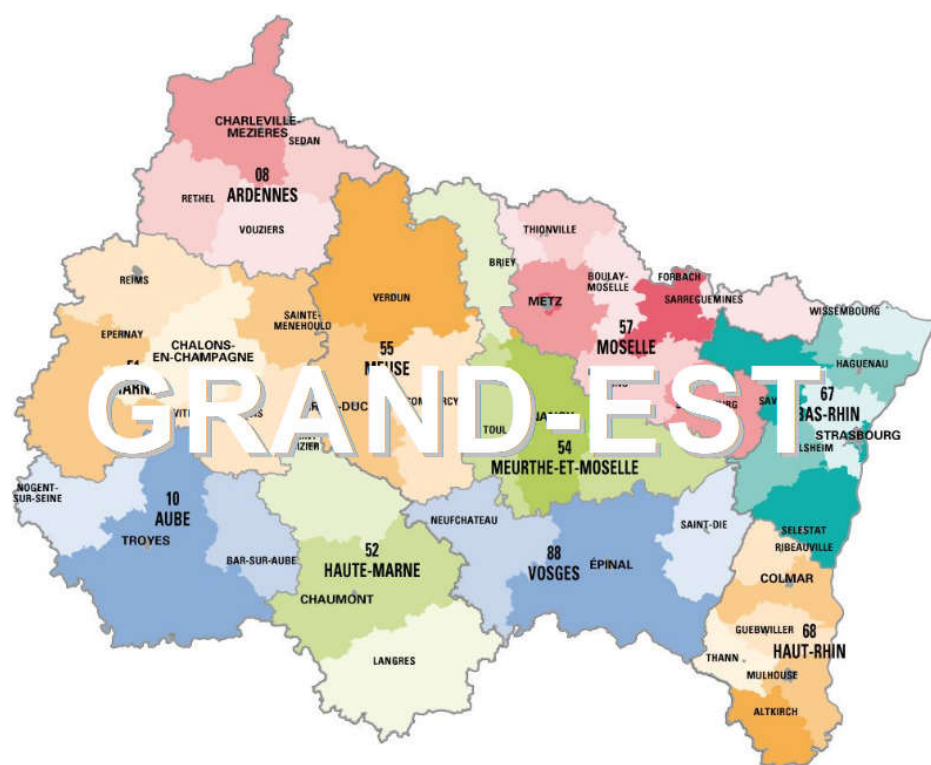 CHARLEVILLE-
MEZIÈRES
SEDAN
08
ARDENNES
RETHEL
VOUZIERS
THIONVILLE
BRIEY
REIMS
BOULAY-
MOSELLE
FORBACH
METZ
VERDUN
SARREGUEMINES
WISSEMBOURG
SAINTE-
MENEHOULD
EPERNAY
57
MOSELLE
CHALONS-
EN-CHAMPAGNE
55
MEUSE
HAGUENAU
67
BAS-RHIN
GRAND-EST
TOUL
STRASBOURG
54
MEURTHE-ET-MOSELLE
NOGENT-
SUR-SEINE
10
AUBE
TROYES
NEUFCHATEAU
SAINT-DIE
SELESTAT
RIBEAUVILLE
BAR-SUR-AUBE
52
HAUTE-MARNE
88
VOSGES
ÉPINAL
COLMAR
CHAUMONT
GUEBWILLER
68
HAUT-RHIN
LANGRES
THANN
MULHOUSE
ALTKIRCH